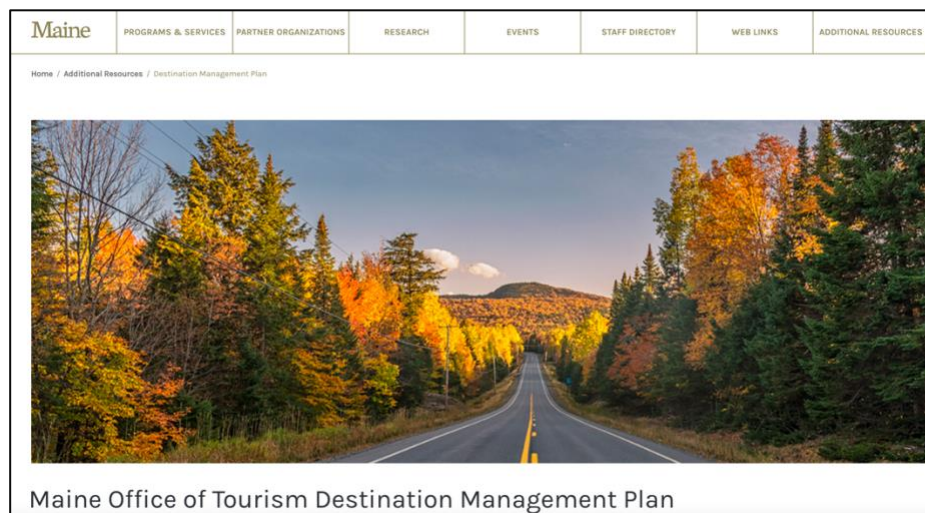 Maine PROGRAMS & SERVICES PARTNER ORGANIZATIONS RESEARCH EVENTS STAFF DIRECTORY WEB LINKS ADDITIONAL RESOURCES
Home / Additional Resources / Destination Management Plan
Maine Office of Tourism Destination Management Plan